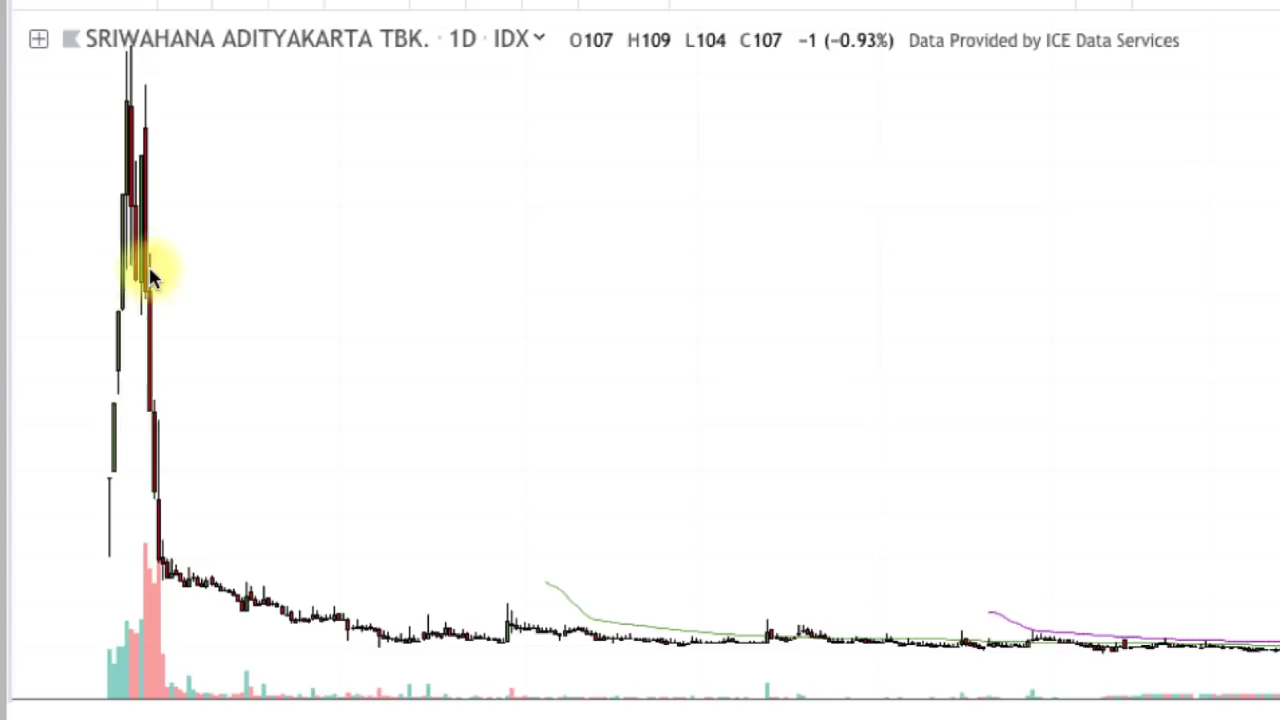 SRIWAHANA ADITYAKARTA TBK. · 1D · IDX O107 H109 L104 C107 −1 (−0.93%) Data Provided by ICE Data Services